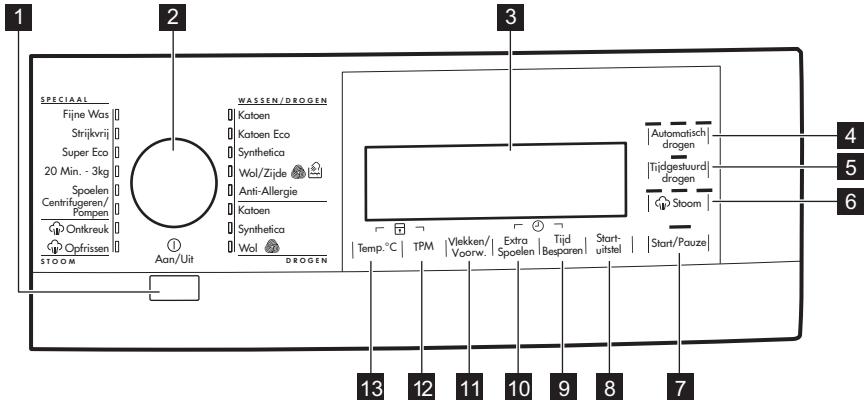 1
2
3
SPECIAAL
Fijne Was
Strijkvrij
Super Eco
20 Min. - 3kg
Spoelen
Centrifugeren/
Pompen
Ontkreuk
Opfrissen
STOOM
Aan/Uit
WASSEN/DROGEN
Katoen
Katoen Eco
Synthetica
Wol/Zijde
Anti-Allergie
Katoen
Synthetica
Wol
DROGEN
Temp.°C
TPM
Vlekken/
Voorw.
Extra
Spoelen
Tijd
Besparen
Start-
uitstel
Automatisch
drogen
Tijdgestuurd
drogen
Stoom
Start/Pauze
4
5
6
13
12
11
10
9
8
7